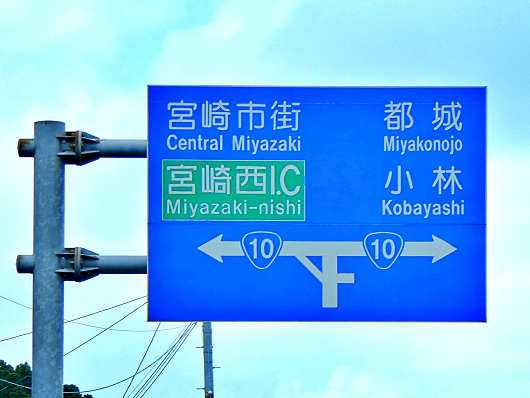 宮崎市街
Central Miyazaki
宮崎西I.C
Miyazaki-nishi
都城
Miyakonojo
小林
Kobayashi
10
10